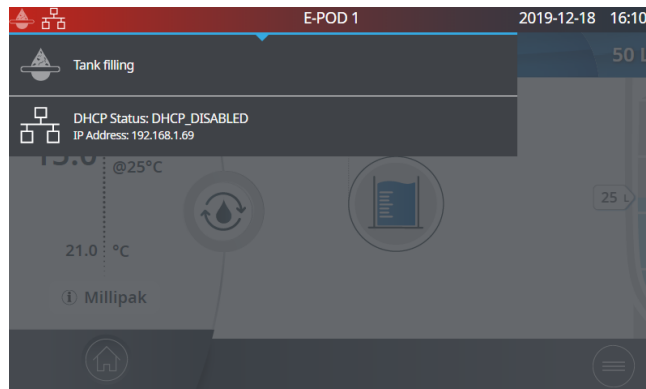 E-POD 1
2019-12-18 16:10
Tank filling
50 L
DHCP Status: DHCP_DISABLED
IP Address: 192.168.1.69
@25°C
25 L
21.0 °C
Millipak